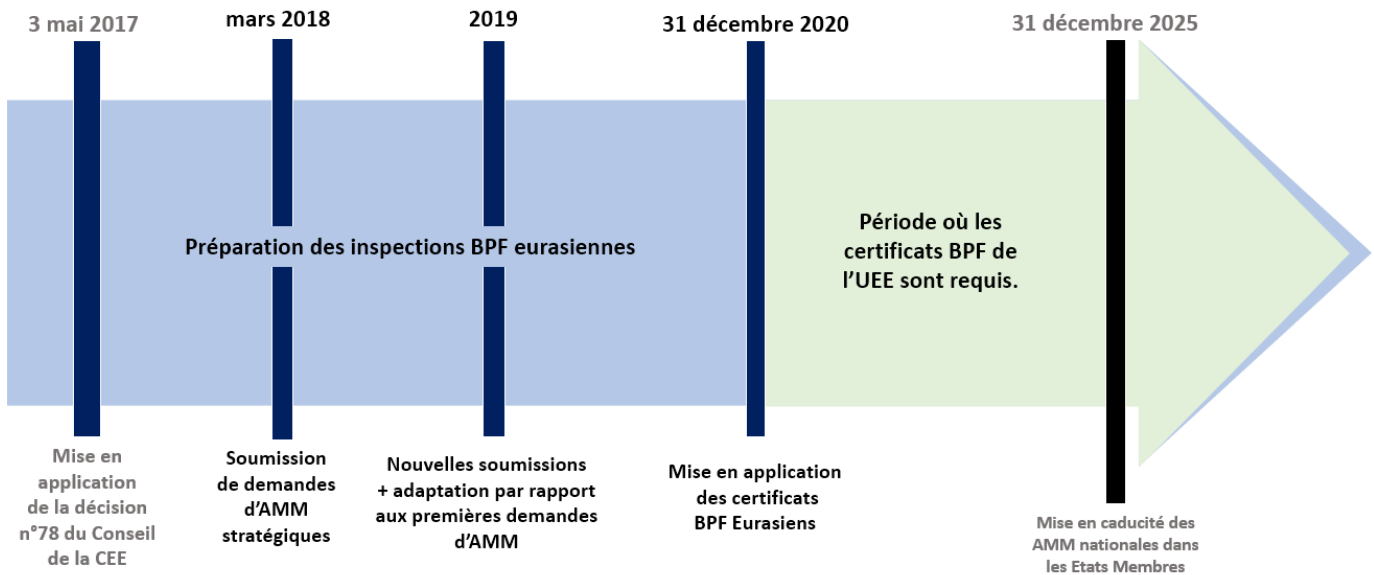 3 mai 2017
mars 2018
2019
31 décembre 2020
31 décembre 2025
Préparation des inspections BPF eurasiennes
Période où les
certificats BPF de
l’UEE sont requis.
Mise en
application
de la décision
n°78 du Conseil
de la CEE
Soumission
de demandes
d’AMM
stratégiques
Nouvelles soumissions
+ adaptation par rapport
aux premières demandes
d’AMM
Mise en application
des certificats
BPF Eurasiens
Mise en caducité des
AMM nationales dans
les Etats Membres